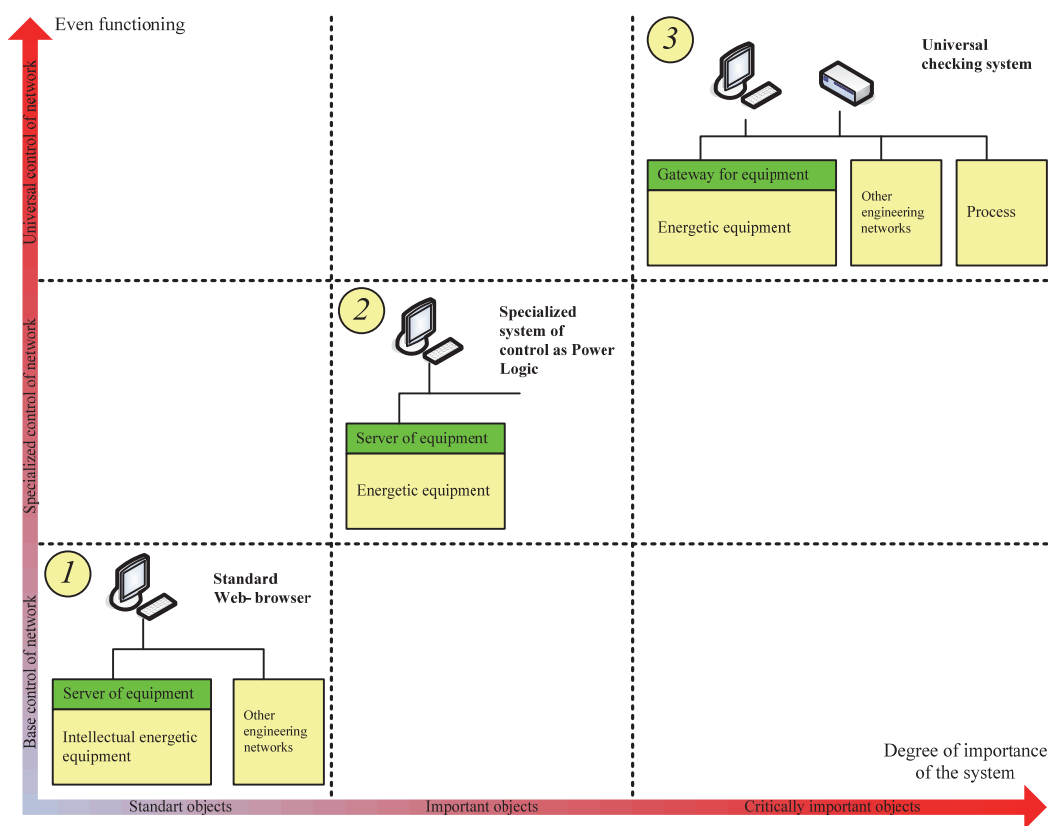 Even functioning
3
Universal
checking system
Gateway for equipment
Energetic equipment
Other
engineering
networks
Process
Universal control of network
2
Specialized
system of
control as Power
Logic
Server of equipment
Energetic equipment
Specialized control of network
1
Standard
Web- browser
Server of equipment
Intellectual energetic
equipment
Other
engineering
networks
Base control of network
Degree of importance
of the system
Standart objects
Important objects
Critically important objects